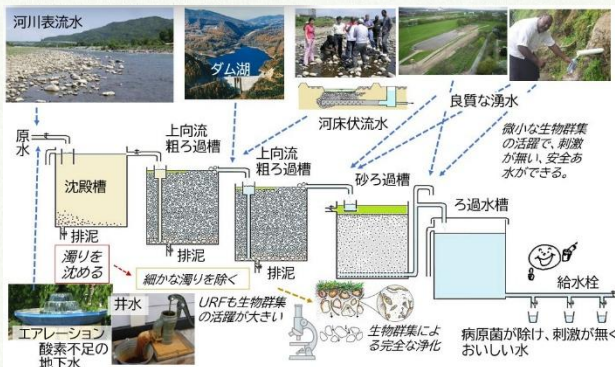 河川表流水
ダム湖
河床伏流水
良質な湧水
微小な生物群集
の活躍で、刺激
が無い、安全あ
水ができる。
原
水
上向流
粗ろ過槽
上向流
粗ろ過槽
砂ろ過槽
ろ過水槽
沈殿槽
排泥
排泥
排泥
濁りを
沈める
細かな濁りを除く
給水栓
井水
URFも生物群集
の活躍が大きい
生物群集によ
る完全な浄化
エアレーション
酸素不足の
地下水
病原菌が除け、刺激が無く
おいしい水